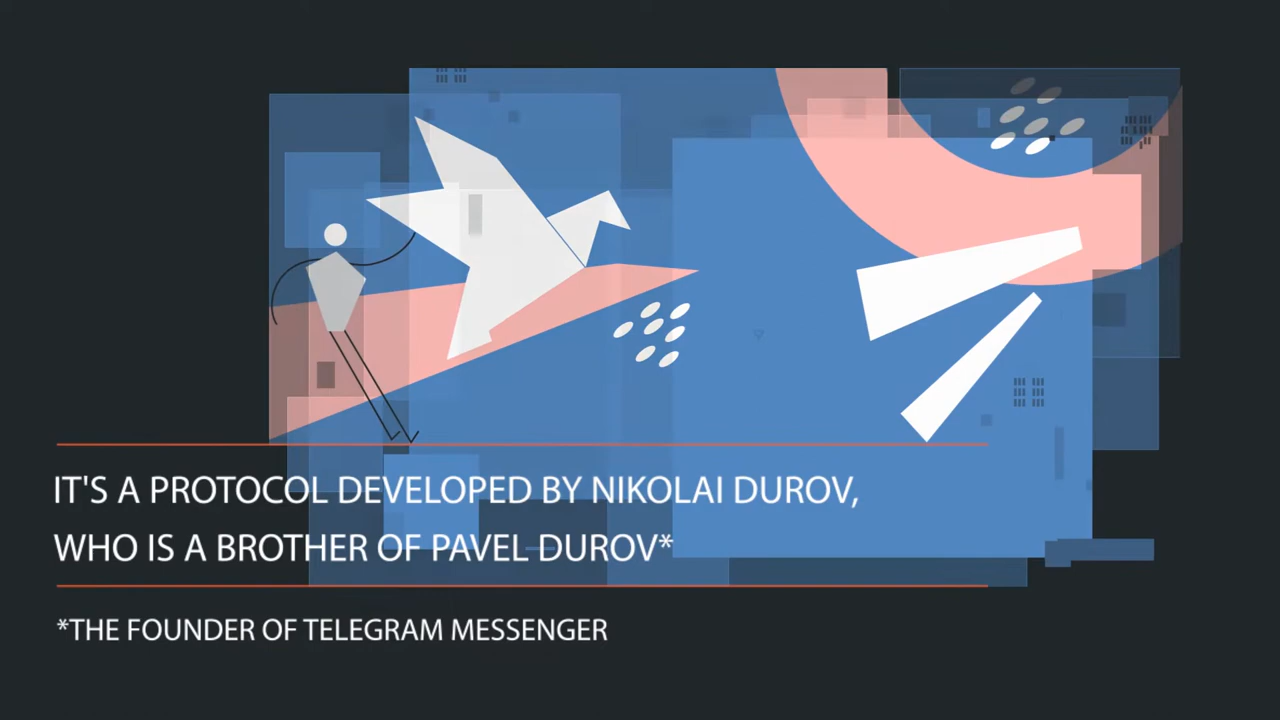 IT'S A PROTOCOL DEVELOPED BY NIKOLAI DUROV,
WHO IS A BROTHER OF PAVEL DUROV*
*THE FOUNDER OF TELEGRAM MESSENGER